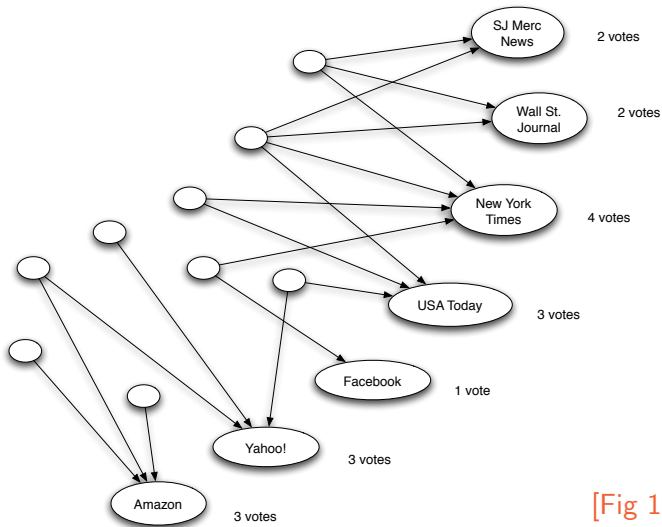 SJ Merc
News
2 votes
Wall St.
Journal
2 votes
New York
Times
4 votes
USA Today
3 votes
Facebook
1 vote
Yahoo!
3 votes
Amazon
3 votes
[Fig 1